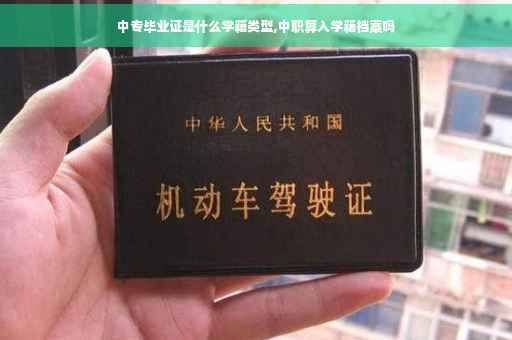 中专毕业证是什么学籍类型,中职算入学籍档案吗
中华人民共和国
机动车驾驶证